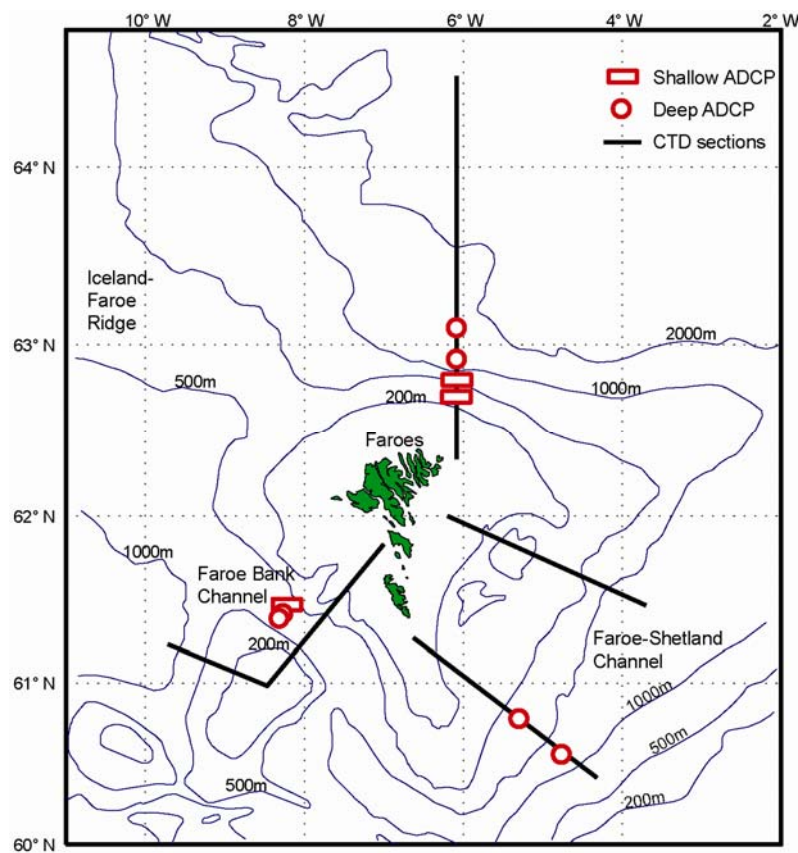 10° W
8° W
6° W
4° W
2° W
Shallow ADCP
Deep ADCP
CTD sections
64° N
Iceland-
Faroe
Ridge
63° N
2000m
500m
1000m
200m
Faroes
62° N
1000m
Faroe Bank
Channel
200m
Faroe-Shetland
Channel
61° N
1000m
500m
500m
200m
60° N